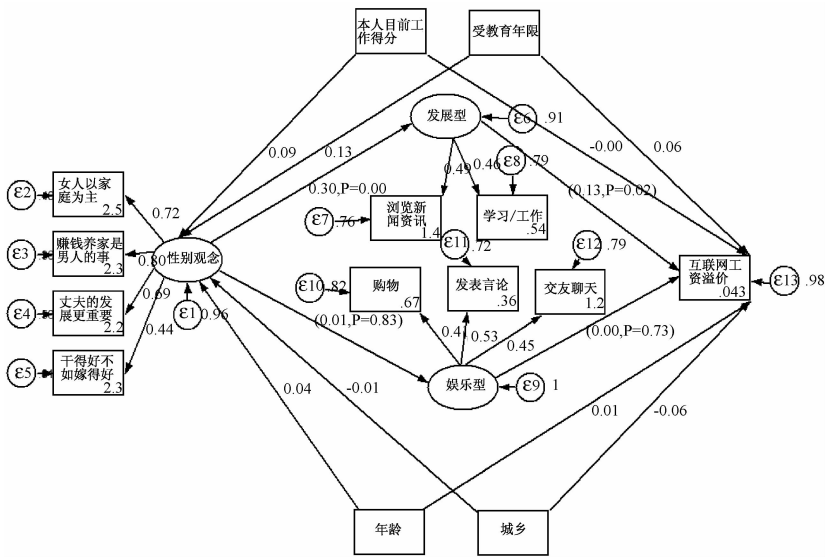 本人目前工
作得分
受教育年限
发展型
ε6 .91
-0.00
0.06
0.09
0.13
0.49
0.46
ε8 .79
女人以家
庭为主
2.5
ε2
0.72
0.30,P=0.00
(0.13,P=0.02)
浏览新
闻资讯
1.4
学习/工作
.54
ε7 .76
ε3
赚钱养家是
男人的事
2.3
0.80
性别观念
ε11 .72
ε12 .79
互联网工
资溢价
.043
ε13 .98
ε10 .82
购物
.67
发表言论
.36
交友聊天
1.2
ε4
丈夫的发
展更重要
2.2
0.69
0.44
ε1 0.96
(0.01,P=0.83)
0.41
0.53
0.45
(0.00,P=0.73)
ε5
干得好不
如嫁得好
2.3
娱乐型
ε9 1
0.04
-0.01
0.01
-0.06
年龄
城乡